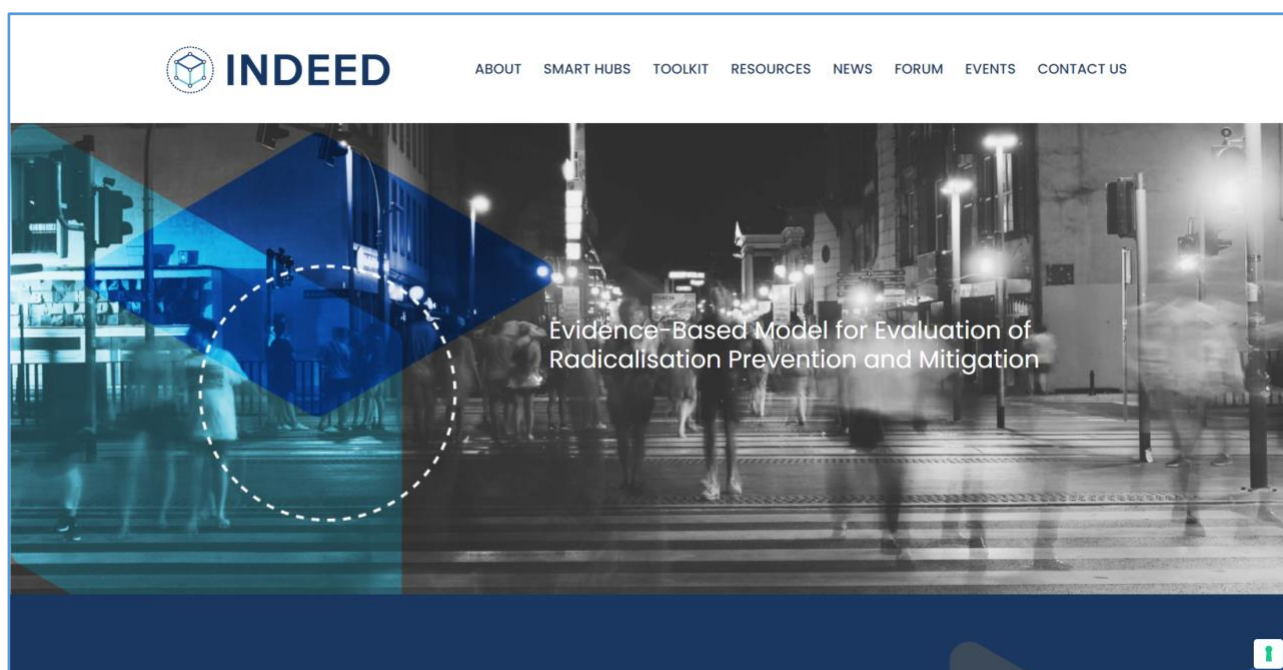 INDEED
ABOUT SMART HUBS TOOLKIT RESOURCES NEWS FORUM EVENTS CONTACT US
Evidence-Based Model for Evaluation of
Radicalisation Prevention and Mitigation